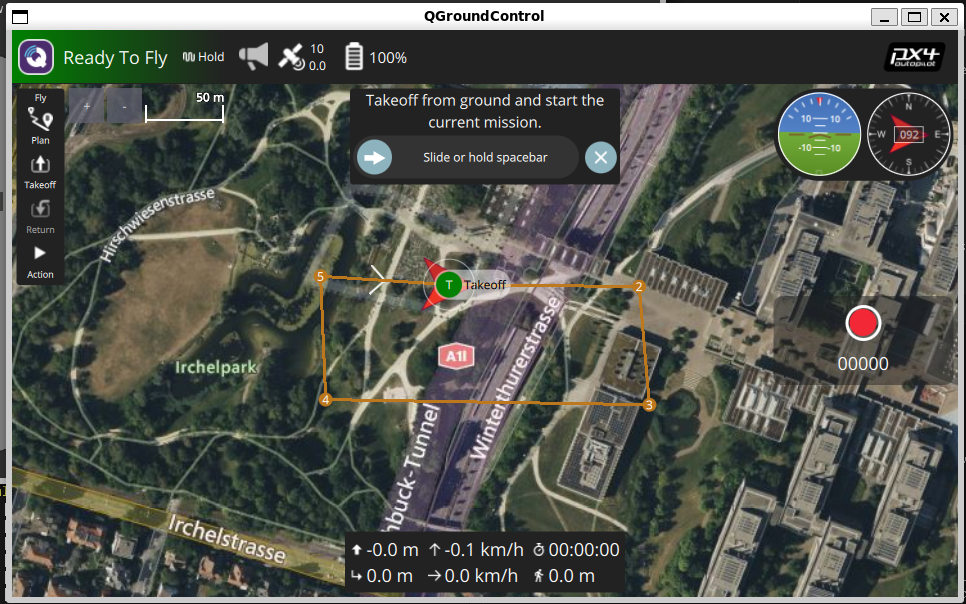 QGroundControl
Ready To Fly
Hold
10
0.0
100%
px4
autopilot
Fly
Plan
Takeoff
Return
Action
+
-
50 m
Takeoff from ground and start the
current mission.
Slide or hold spacebar
10
10
-10
-10
N
W
092
E
S
Hirschwiesenstrasse
5
T
Takeoff
2
A1l
Irchelpark
Winterthurerstrasse
00000
4
3
hbuck-Tunnel
Irchelstrasse
-0.0 m
-0.1 km/h
00:00:00
0.0 m
0.0 km/h
0.0 m